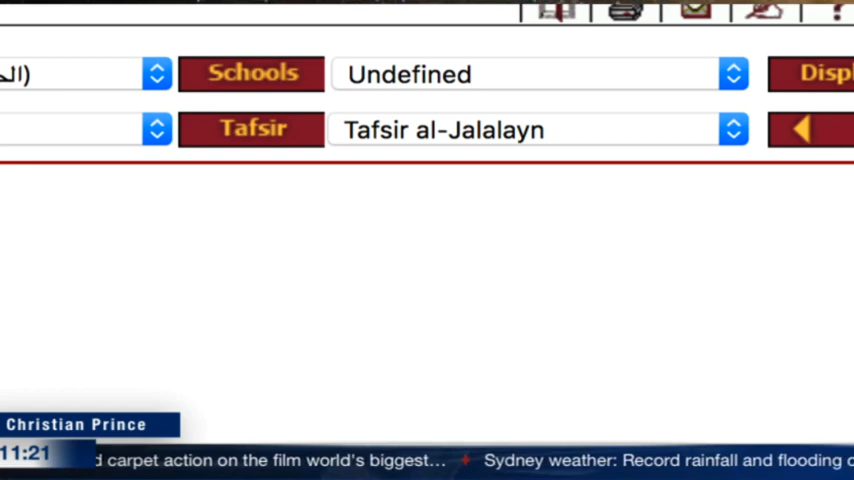 Schools Undefined Displ
Tafsir Tafsir al-Jalalayn
Christian Prince
11:21 d carpet action on the film world's biggest... + Sydney weather: Record rainfall and flooding